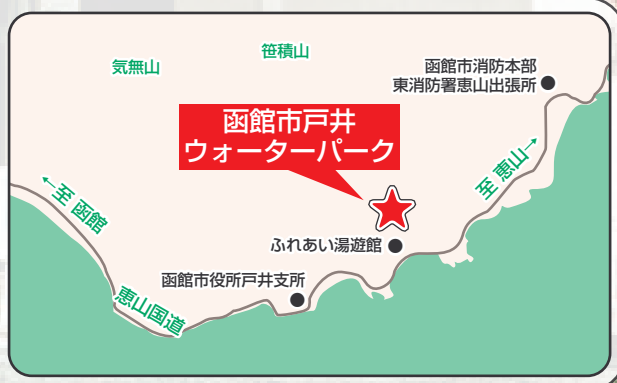 笹積山
気無山
函館市消防本部
東消防署恵山出張所
函館市戸井
ウォーターパーク
至 恵山→
←至 函館
ふれあい湯遊館
函館市役所戸井支所
恵山国道